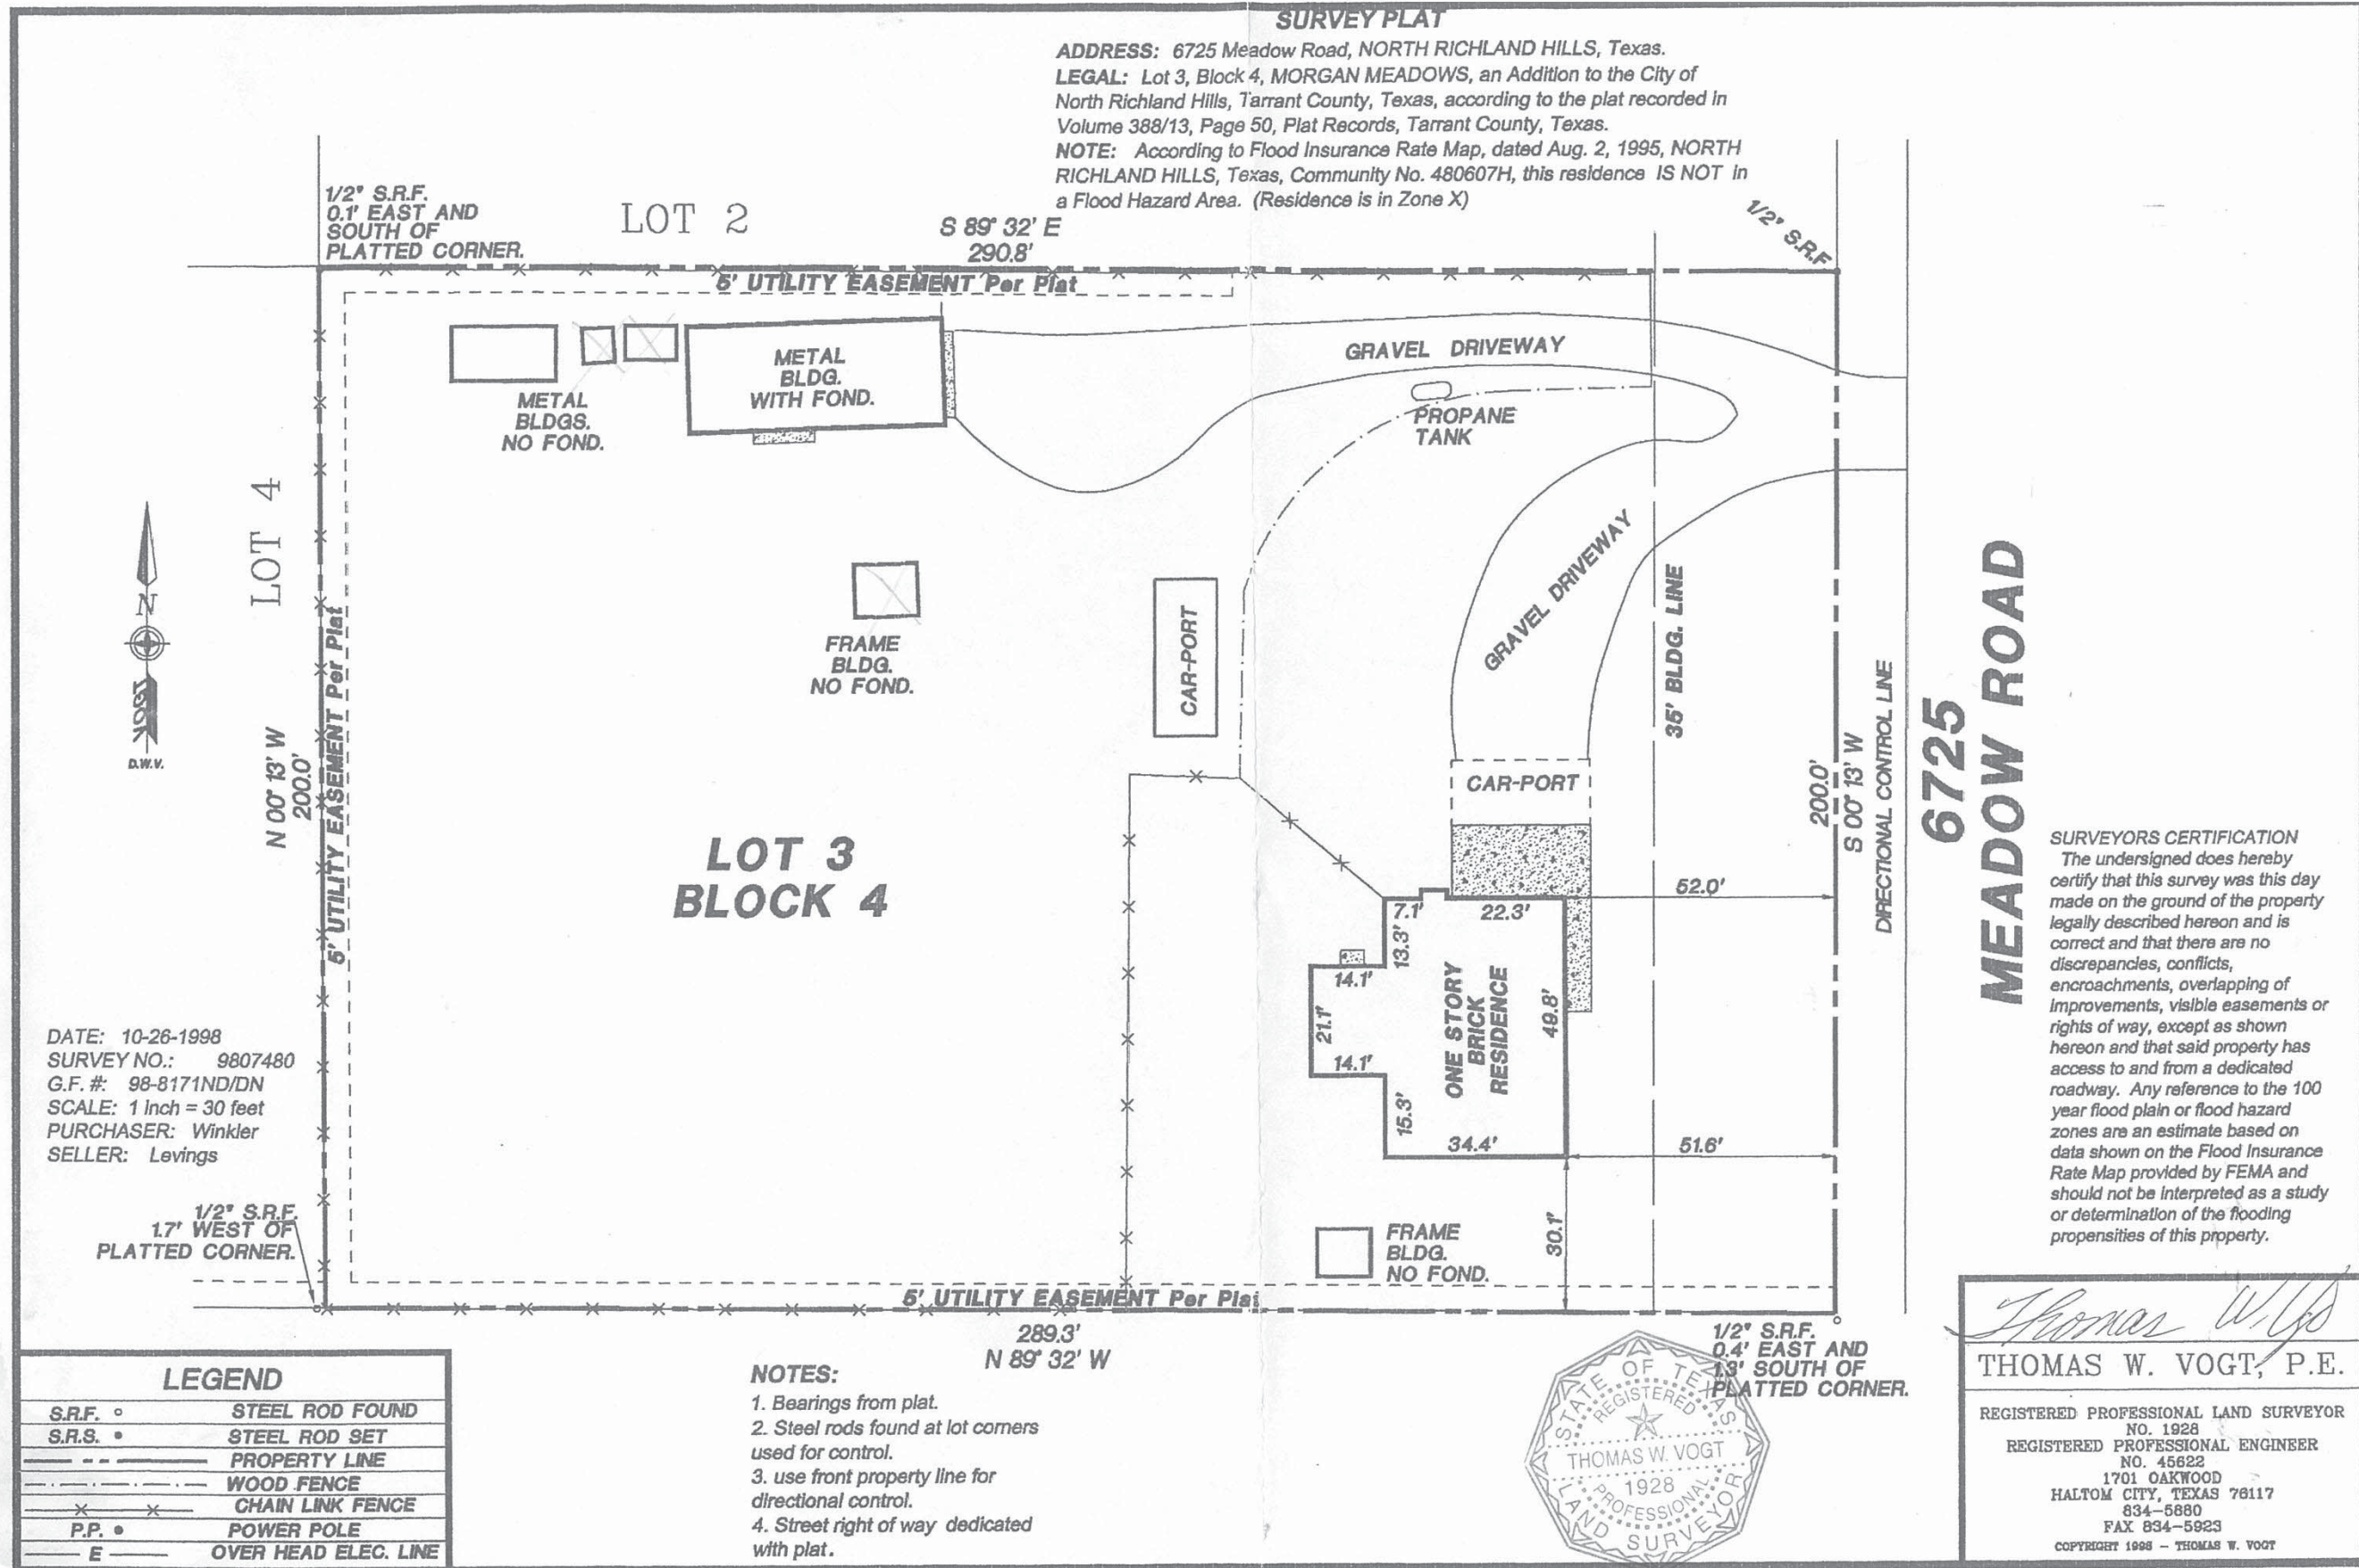 SURVEY PLAT
ADDRESS: 6725 Meadow Road, NORTH RICHLAND HILLS, Texas.
LEGAL: Lot 3, Block 4, MORGAN MEADOWS, an Addition to the City of
North Richland Hills, Tarrant County, Texas, according to the plat recorded in
Volume 388/13, Page 50, Plat Records, Tarrant County, Texas.
NOTE: According to Flood Insurance Rate Map, dated Aug. 2, 1995, NORTH
RICHLAND HILLS, Texas, Community No. 480607H, this residence IS NOT in
a Flood Hazard Area. (Residence is in Zone X)
1/2" S.R.F.
0.1' EAST AND
SOUTH OF
PLATTED CORNER.
LOT 2
S 89° 32' E
290.8'
1/2" S.R.F
5' UTILITY EASEMENT Per Plat
METAL
BLDGS.
NO FOND.
METAL
BLDG.
WITH FOND.
GRAVEL DRIVEWAY
PROPANE
TANK
LOT 4
N
D.W.V.
N 00° 13' W
200.0'
5' UTILITY EASEMENT Per Plat
FRAME
BLDG.
NO FOND.
CAR-PORT
GRAVEL DRIVEWAY
35' BLDG. LINE
CAR-PORT
200.0'
S 00° 13' W
DIRECTIONAL CONTROL LINE
6725
MEADOW ROAD
LOT 3
BLOCK 4
52.0'
7.1'
22.3'
13.3'
14.1'
21.1'
14.1'
15.3'
ONE STORY
BRICK
RESIDENCE
49.8'
34.4'
51.6'
30.1'
FRAME
BLDG.
NO FOND.
SURVEYORS CERTIFICATION
The undersigned does hereby
certify that this survey was this day
made on the ground of the property
legally described hereon and is
correct and that there are no
discrepancies, conflicts,
encroachments, overlapping of
improvements, visible easements or
rights of way, except as shown
hereon and that said property has
access to and from a dedicated
roadway. Any reference to the 100
year flood plain or flood hazard
zones are an estimate based on
data shown on the Flood Insurance
Rate Map provided by FEMA and
should not be interpreted as a study
or determination of the flooding
propensities of this property.
DATE: 10-26-1998
SURVEY NO.: 9807480
G.F. #: 98-8171ND/DN
SCALE: 1 inch = 30 feet
PURCHASER: Winkler
SELLER: Levings
1/2" S.R.F.
1.7' WEST OF
PLATTED CORNER.
5' UTILITY EASEMENT Per Plat
289.3'
N 89° 32' W
1/2" S.R.F.
0.4' EAST AND
1.3' SOUTH OF
PLATTED CORNER.
LEGEND
S.R.F. STEEL ROD FOUND
S.R.S. STEEL ROD SET
PROPERTY LINE
WOOD FENCE
CHAIN LINK FENCE
P.P. POWER POLE
E OVER HEAD ELEC. LINE
NOTES:
1. Bearings from plat.
2. Steel rods found at lot corners
used for control.
3. use front property line for
directional control.
4. Street right of way dedicated
with plat.
STATE OF TEXAS
REGISTERED
THOMAS W. VOGT
1928
PROFESSIONAL
LAND SURVEYOR
Thomas W. Vogt
THOMAS W. VOGT, P.E.
REGISTERED PROFESSIONAL LAND SURVEYOR
NO. 1928
REGISTERED PROFESSIONAL ENGINEER
NO. 45622
1701 OAKWOOD
HALTOM CITY, TEXAS 76117
834-5880
FAX 834-5923
COPYRIGHT 1998 - THOMAS W. VOGT